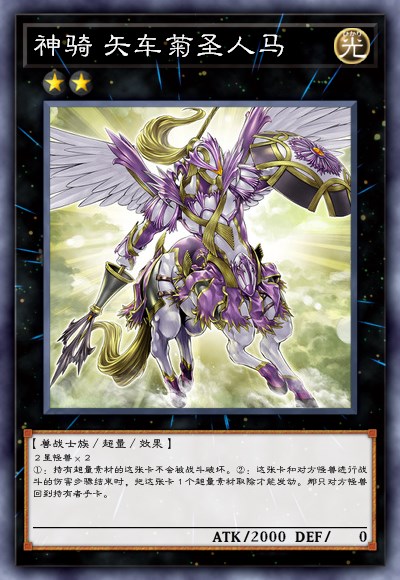 神骑 矢车菊圣人马
光
【兽战士族／超量／效果】
２星怪兽×２
①：持有超量素材的这张卡不会被战斗破坏。②：这张卡和对方怪兽进行战
斗的伤害步骤结束时，把这张卡１个超量素材取除才能发动。那只对方怪兽
回到持有者手卡。
ATK/2000 DEF/ 0